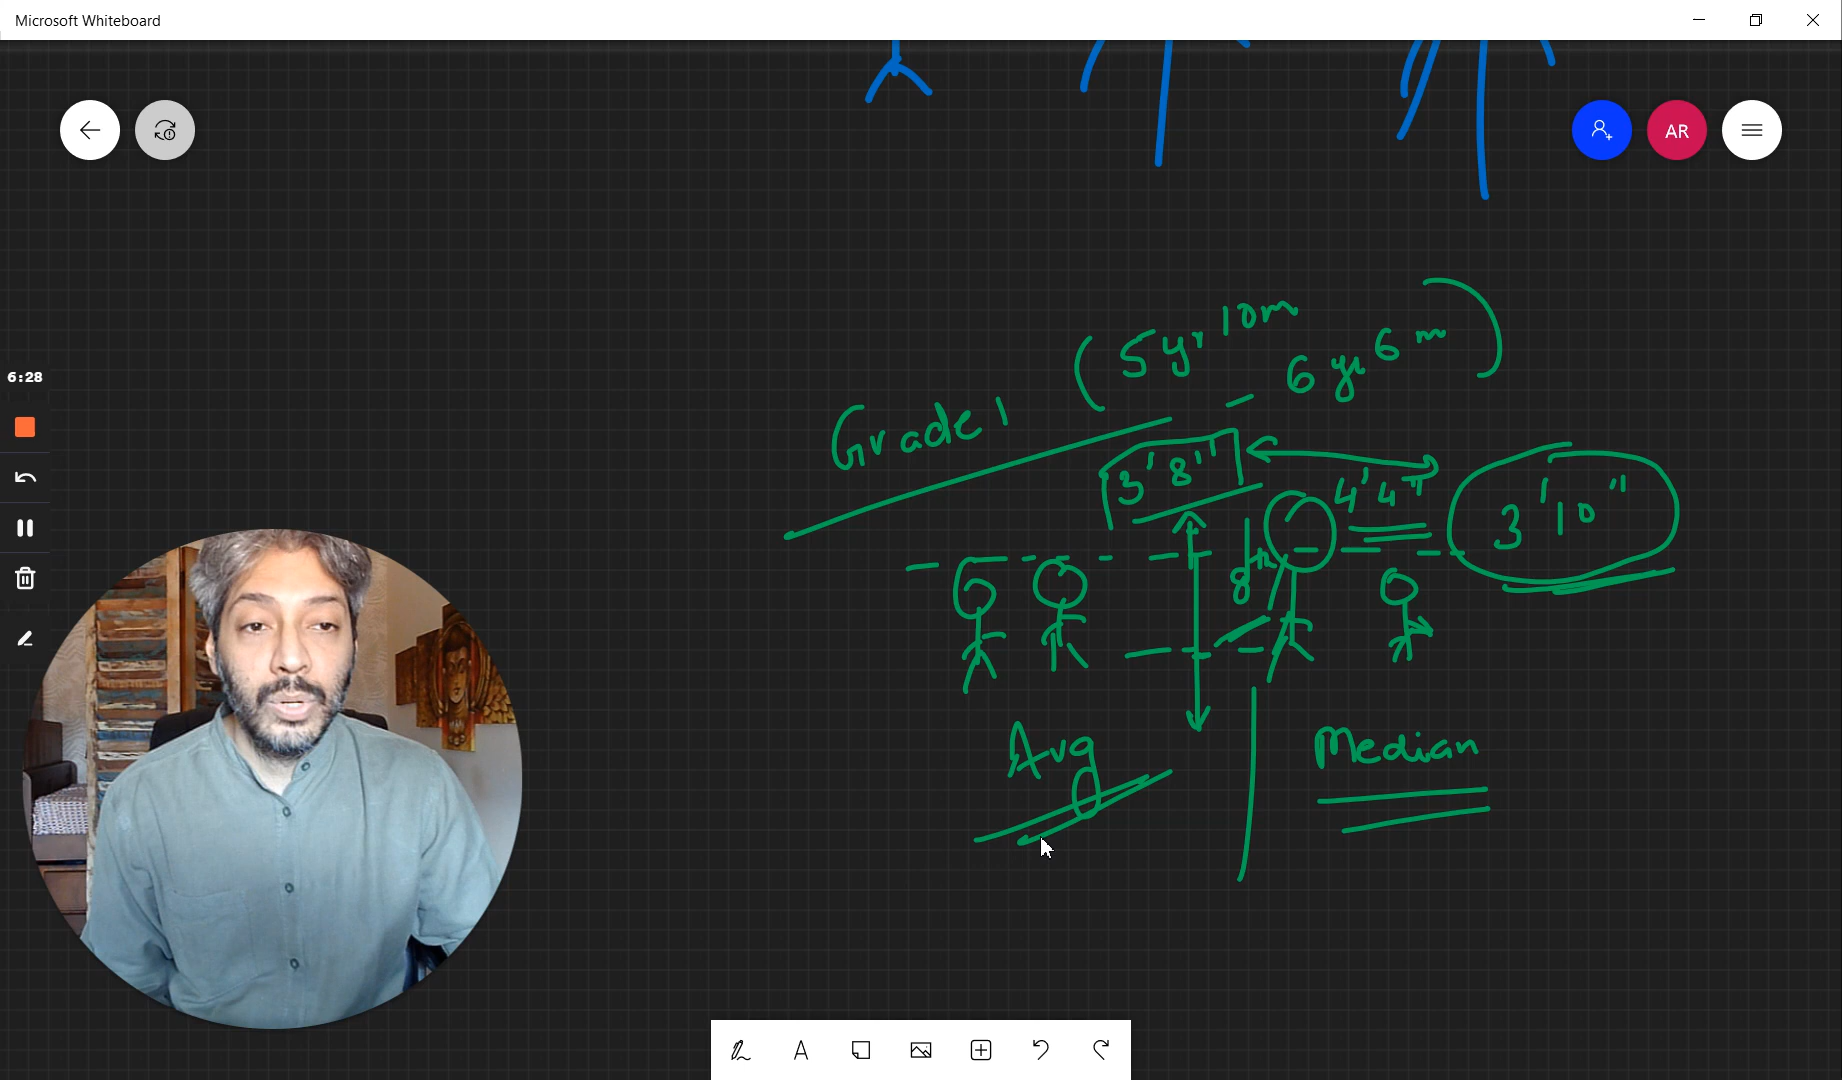 Microsoft Whiteboard
AR
6:28
5 yr 10m
- 6 yr 6 m
Grade 1
3'8"
4'4"
3'10"
8th
Avg
Median